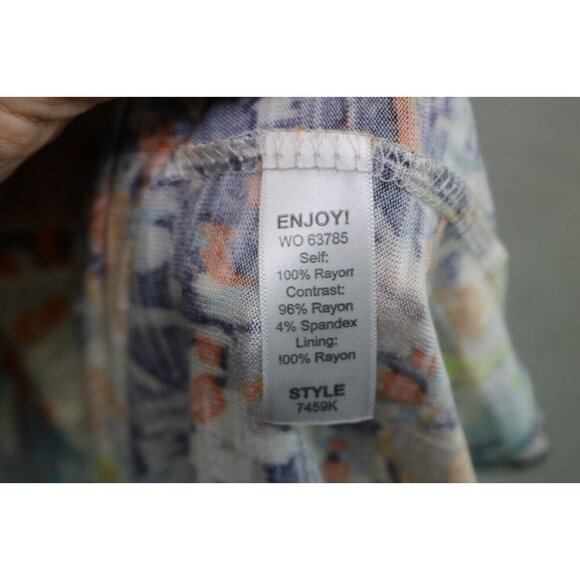 ENJOY!
WO 63785
Self:
100% Rayon
Contrast:
96% Rayon
4% Spandex
Lining:
100% Rayon
STYLE
7459K